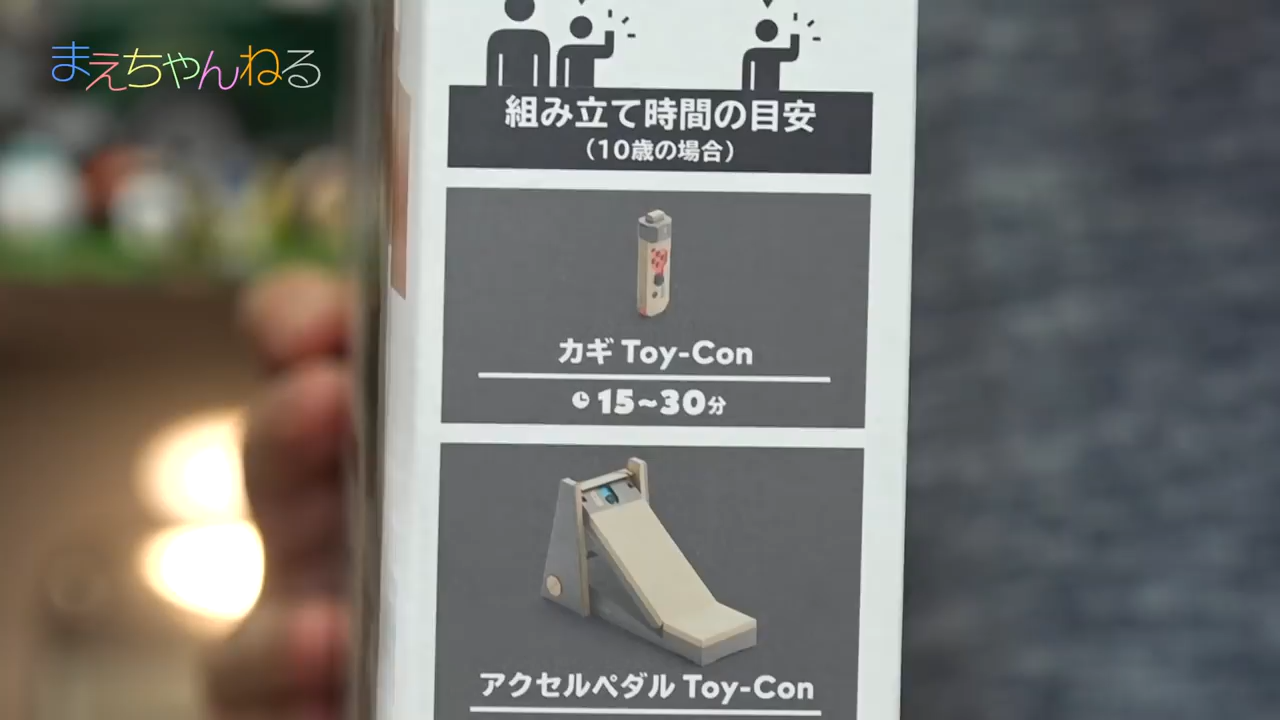 まえちゃんねる
組み立て時間の目安
（10歳の場合）
カギ Toy-Con
15~30分
アクセルペダル Toy-Con